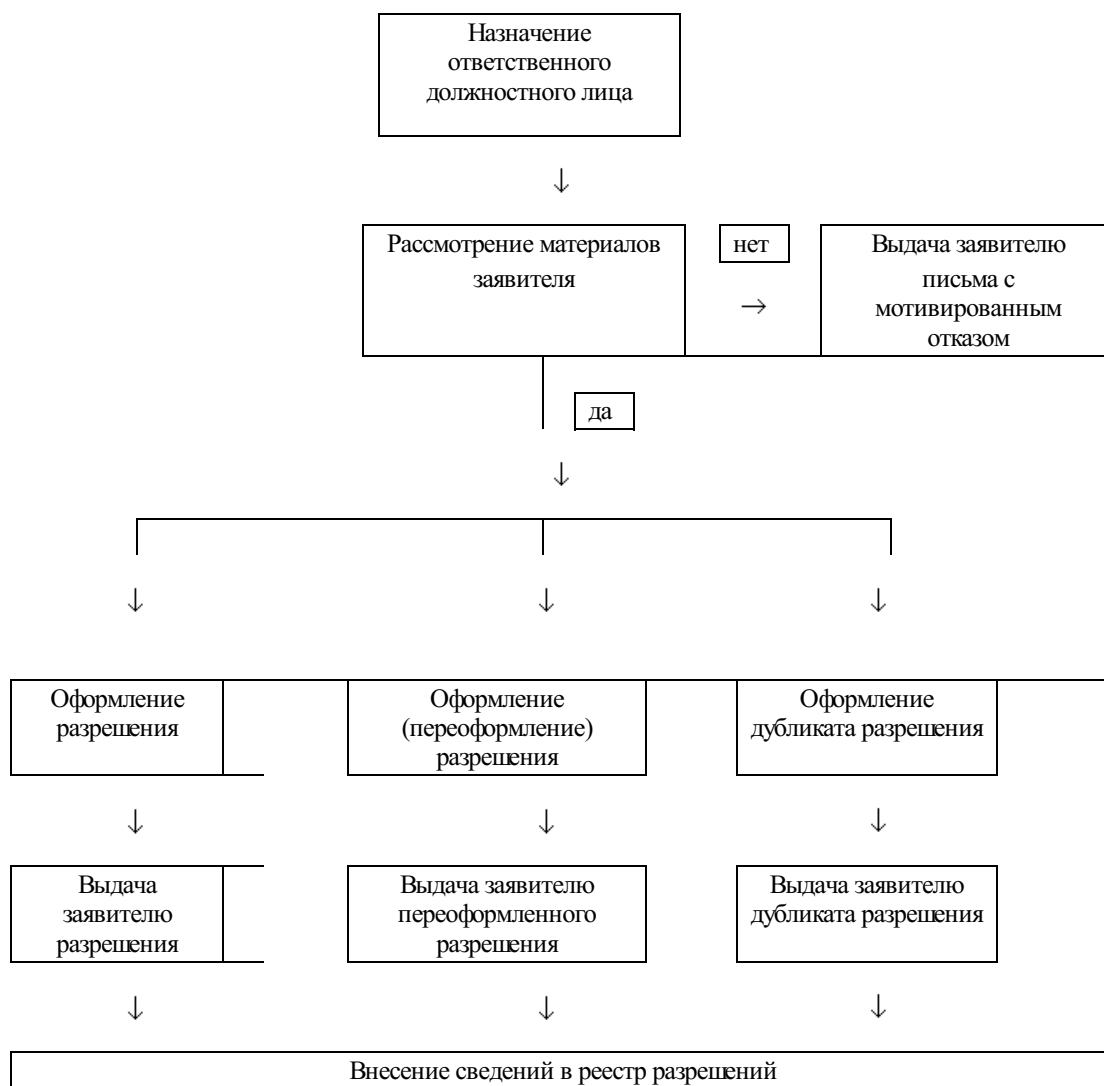 Назначение
ответственного
должностного лица
↓
Рассмотрение материалов
заявителя
нет
→
Выдача заявителю
письма с
мотивированным
отказом
да
↓
↓ ↓ ↓
Оформление
разрешения
Оформление
(переоформление)
разрешения
Оформление
дубликата разрешения
↓ ↓ ↓
Выдача
заявителю
разрешения
Выдача заявителю
переоформленного
разрешения
Выдача заявителю
дубликата разрешения
↓ ↓ ↓
Внесение сведений в реестр разрешений